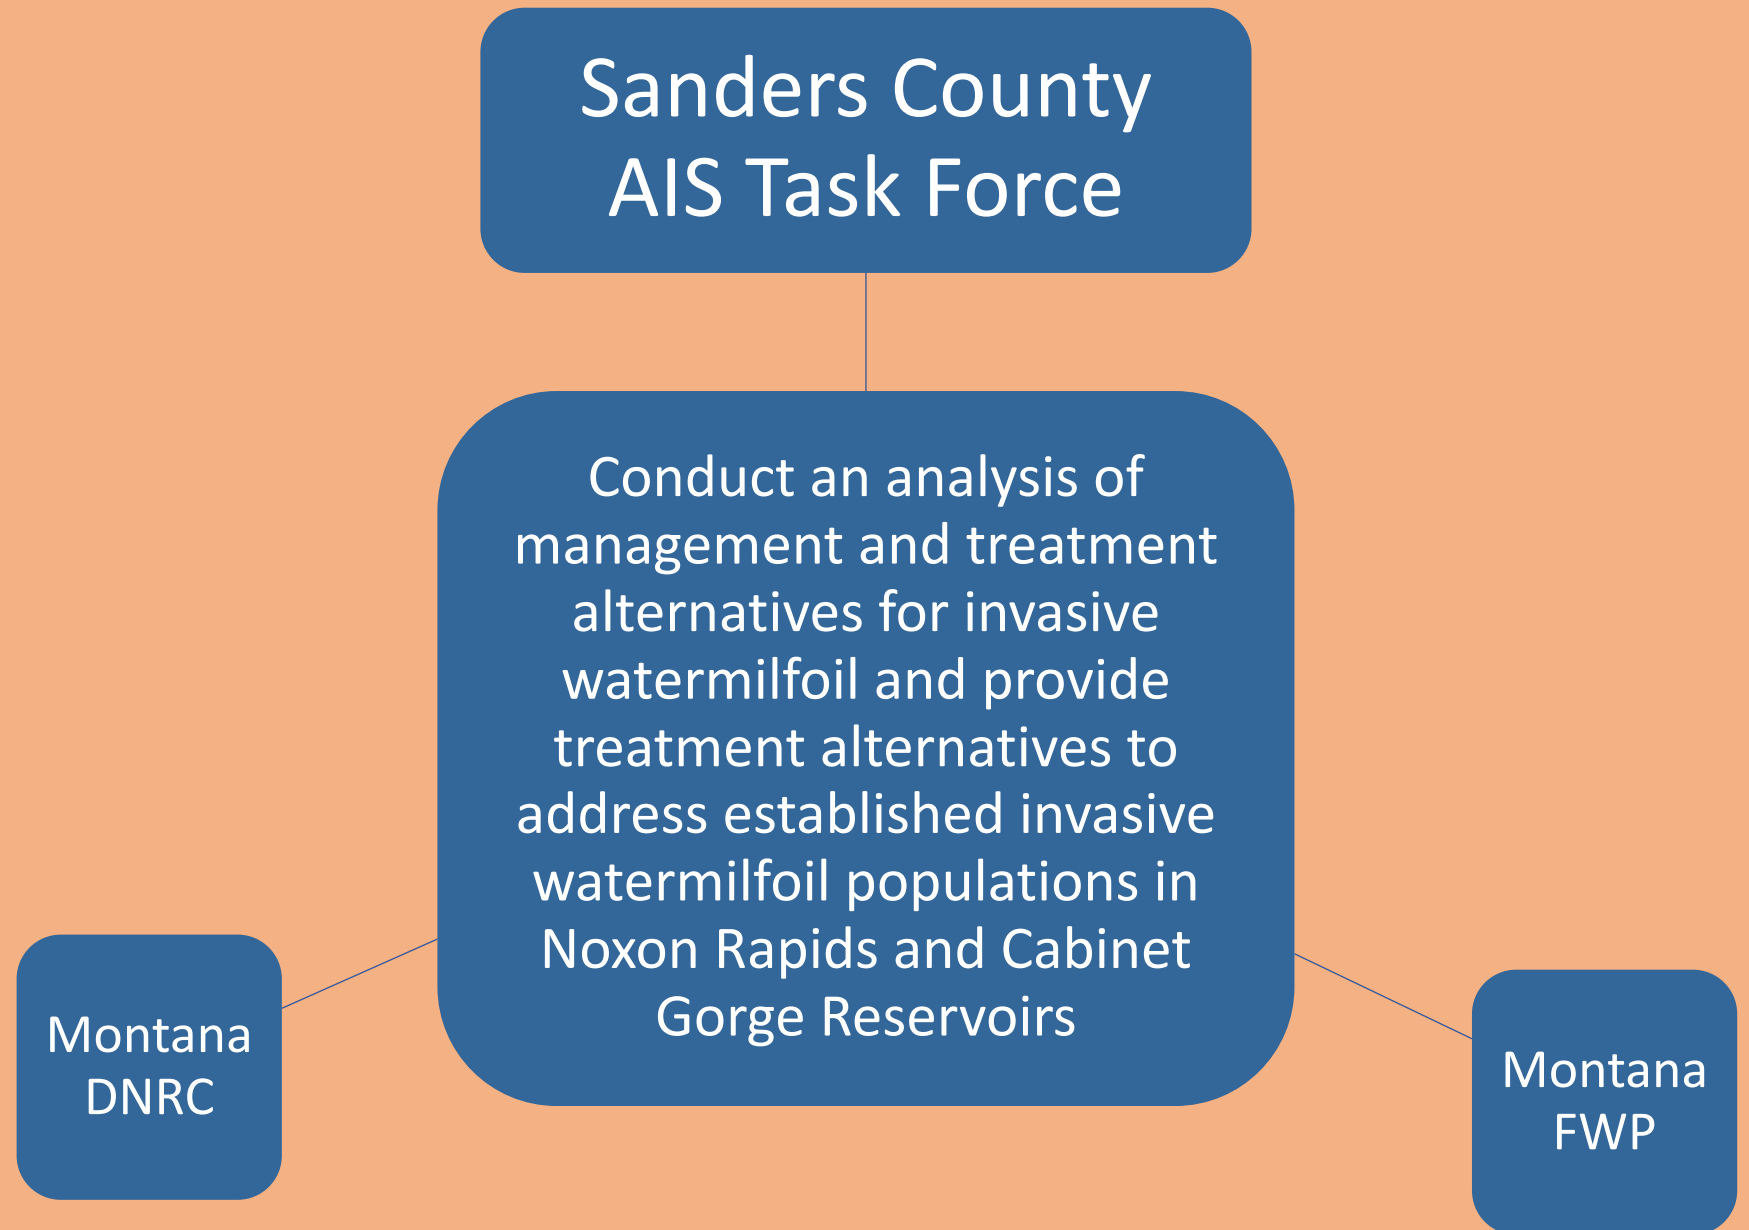 Sanders County
AIS Task Force
Conduct an analysis of
management and treatment
alternatives for invasive
watermilfoil and provide
treatment alternatives to
address established invasive
watermilfoil populations in
Noxon Rapids and Cabinet
Gorge Reservoirs
Montana
DNRC
Montana
FWP